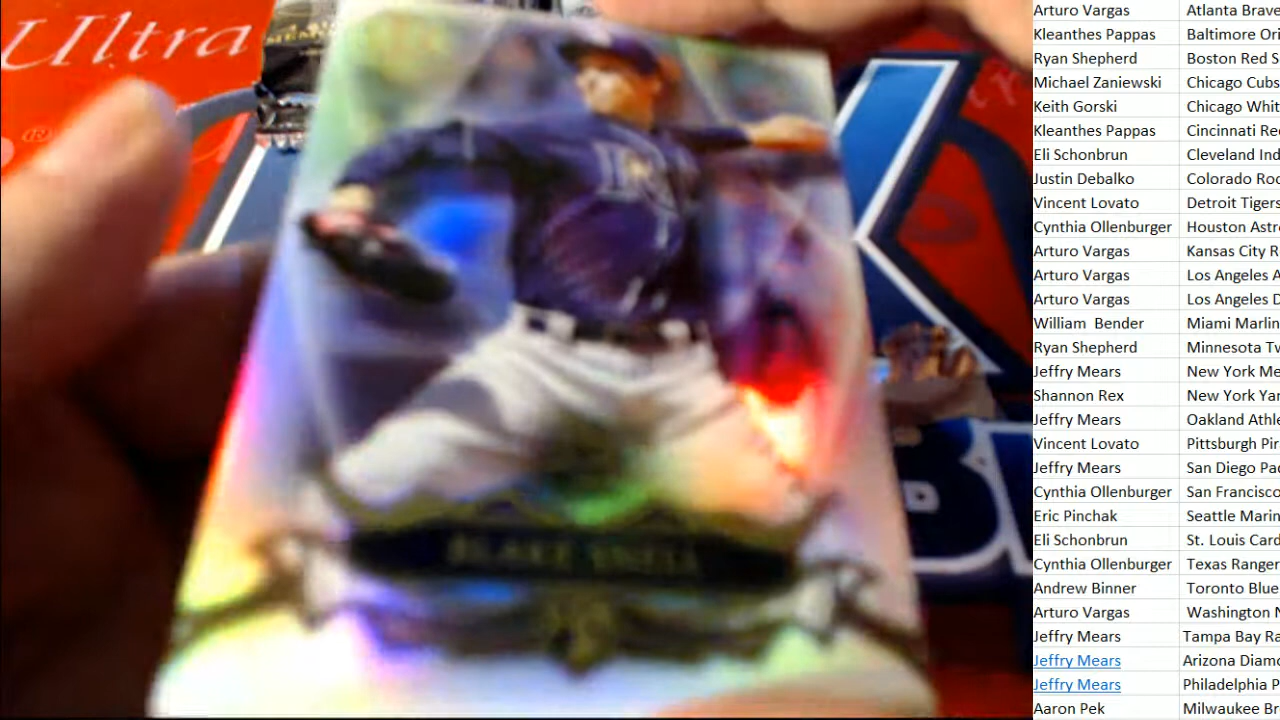 Ultra
®
BLAKE SNELL
Arturo Vargas Atlanta Brave
Kleanthes Pappas Baltimore Ori
Ryan Shepherd Boston Red S
Michael Zaniewski Chicago Cubs
Keith Gorski Chicago Whit
Kleanthes Pappas Cincinnati Re
Eli Schonbrun Cleveland Ind
Justin Debalko Colorado Roc
Vincent Lovato Detroit Tigers
Cynthia Ollenburger Houston Astr
Arturo Vargas Kansas City R
Arturo Vargas Los Angeles A
Arturo Vargas Los Angeles D
William Bender Miami Marlin
Ryan Shepherd Minnesota Tw
Jeffry Mears New York Me
Shannon Rex New York Yan
Jeffry Mears Oakland Athle
Vincent Lovato Pittsburgh Pir
Jeffry Mears San Diego Pad
Cynthia Ollenburger San Francisco
Eric Pinchak Seattle Marin
Eli Schonbrun St. Louis Card
Cynthia Ollenburger Texas Ranger
Andrew Binner Toronto Blue
Arturo Vargas Washington N
Jeffry Mears Tampa Bay Ra
Jeffry Mears Arizona Diamo
Jeffry Mears Philadelphia P
Aaron Pek Milwaukee Br